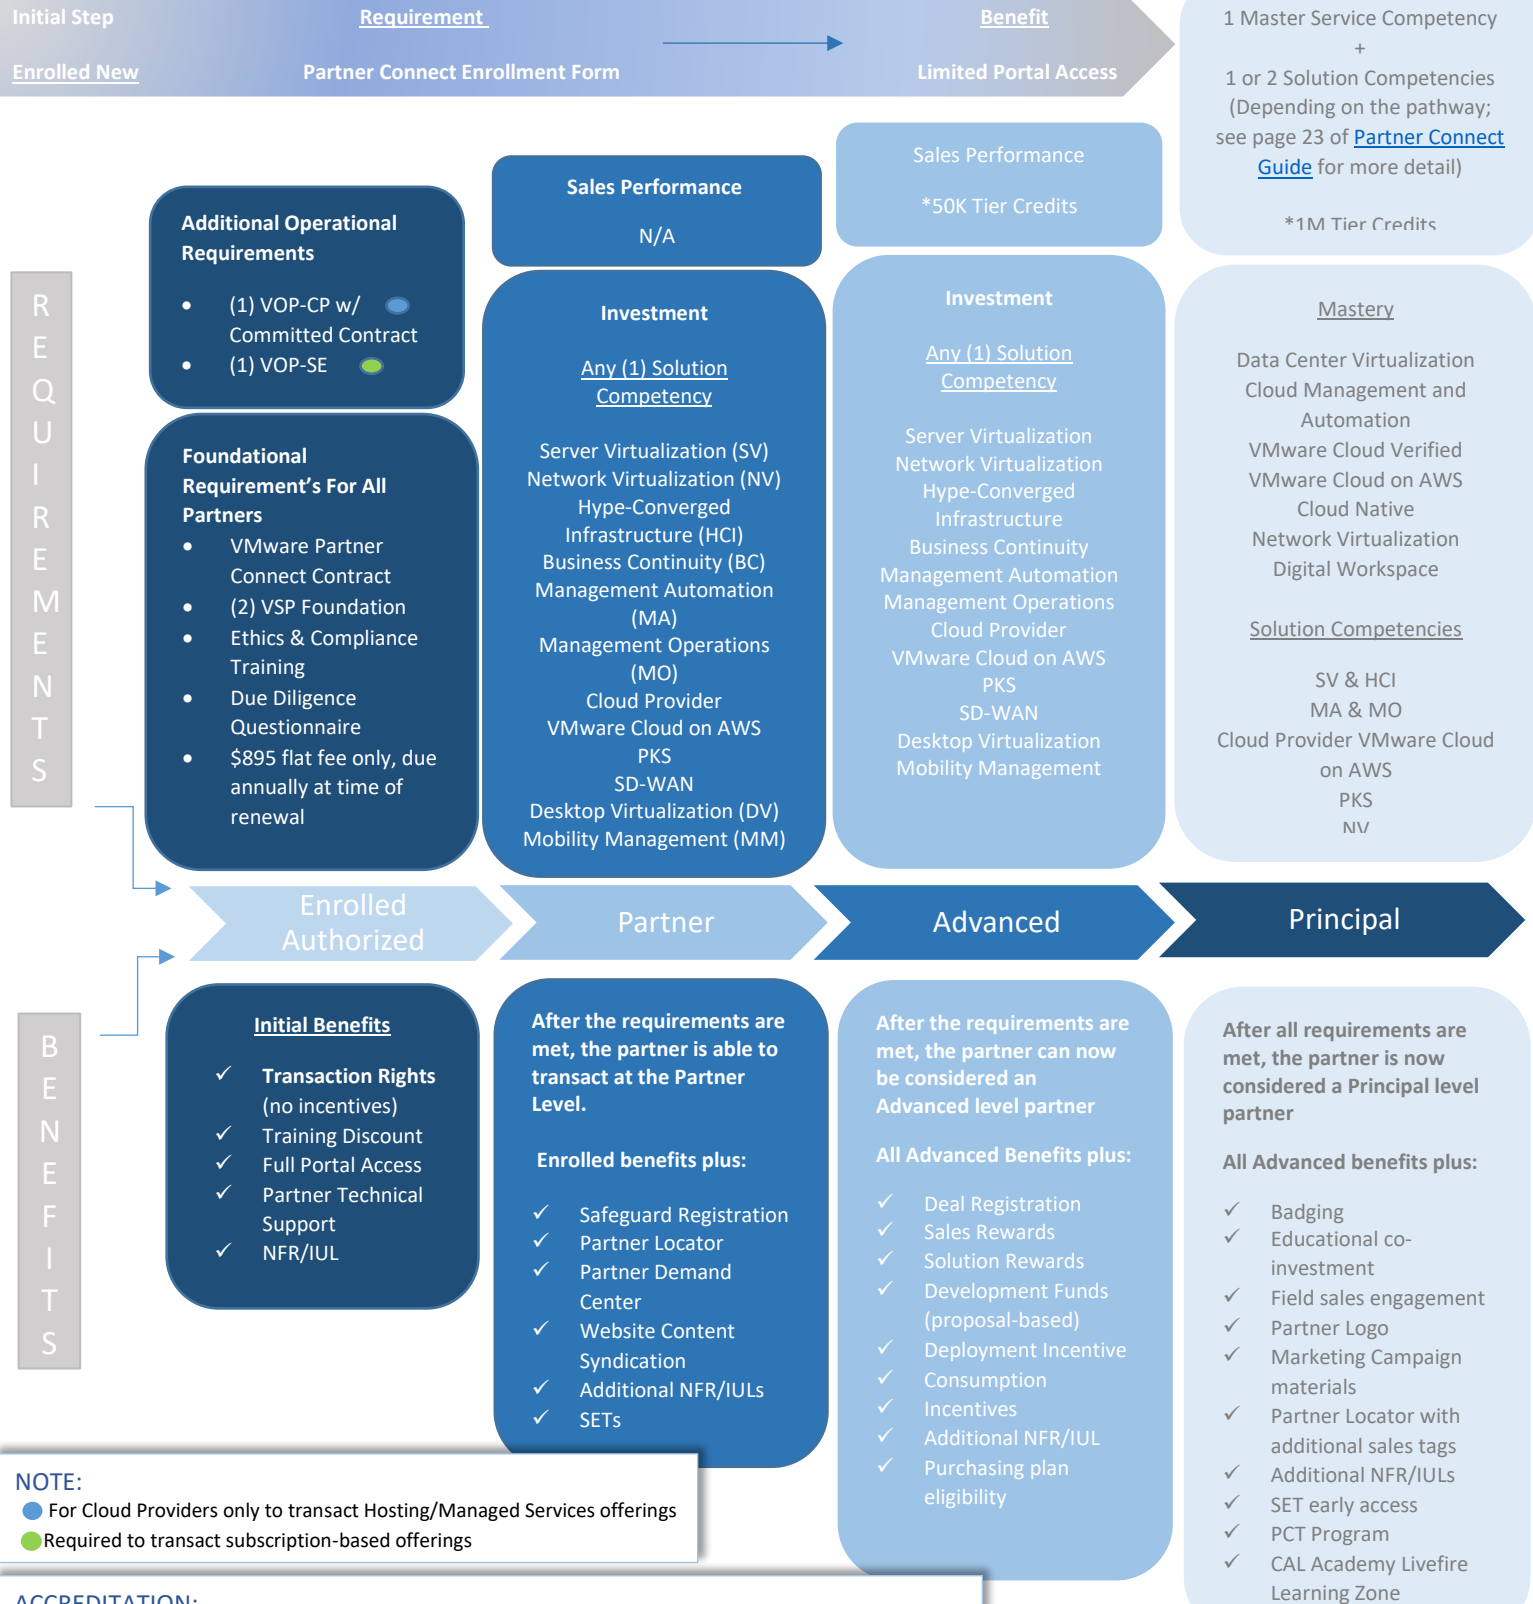 Initial Step
Requirement
Benefit
Enrolled New
Partner Connect Enrollment Form
Limited Portal Access
1 Master Service Competency
+
1 or 2 Solution Competencies
(Depending on the pathway;
see page 23 of Partner Connect
Guide for more detail)
*1M Tier Credits
REQUIREMENTS
Additional Operational
Requirements
• (1) VOP-CP w/
Committed Contract
• (1) VOP-SE
Foundational
Requirement’s For All
Partners
• VMware Partner
Connect Contract
• (2) VSP Foundation
• Ethics & Compliance
Training
• Due Diligence
Questionnaire
• $895 flat fee only, due
annually at time of
renewal
Sales Performance
N/A
Investment
Any (1) Solution
Competency
Server Virtualization (SV)
Network Virtualization (NV)
Hype-Converged
Infrastructure (HCI)
Business Continuity (BC)
Management Automation
(MA)
Management Operations
(MO)
Cloud Provider
VMware Cloud on AWS
PKS
SD-WAN
Desktop Virtualization (DV)
Mobility Management (MM)
Sales Performance
*50K Tier Credits
Investment
Any (1) Solution
Competency
Server Virtualization
Network Virtualization
Hype-Converged
Infrastructure
Business Continuity
Management Automation
Management Operations
Cloud Provider
VMware Cloud on AWS
PKS
SD-WAN
Desktop Virtualization
Mobility Management
Mastery
Data Center Virtualization
Cloud Management and
Automation
VMware Cloud Verified
VMware Cloud on AWS
Cloud Native
Network Virtualization
Digital Workspace
Solution Competencies
SV & HCI
MA & MO
Cloud Provider VMware Cloud
on AWS
PKS
NV
Enrolled
Authorized
Partner
Advanced
Principal
BENEFITS
Initial Benefits
✓ Transaction Rights
(no incentives)
✓ Training Discount
✓ Full Portal Access
✓ Partner Technical
Support
✓ NFR/IUL
After the requirements are
met, the partner is able to
transact at the Partner
Level.
Enrolled benefits plus:
✓ Safeguard Registration
✓ Partner Locator
✓ Partner Demand
Center
✓ Website Content
Syndication
✓ Additional NFR/IULs
✓ SETs
After the requirements are
met, the partner can now
be considered an
Advanced level partner
All Advanced Benefits plus:
✓ Deal Registration
✓ Sales Rewards
✓ Solution Rewards
✓ Development Funds
(proposal-based)
✓ Deployment Incentive
✓ Consumption
✓ Incentives
✓ Additional NFR/IUL
✓ Purchasing plan
eligibility
After all requirements are
met, the partner is now
considered a Principal level
partner
All Advanced benefits plus:
✓ Badging
✓ Educational co-
investment
✓ Field sales engagement
✓ Partner Logo
✓ Marketing Campaign
materials
✓ Partner Locator with
additional sales tags
✓ Additional NFR/IULs
✓ SET early access
✓ PCT Program
✓ CAL Academy Livefire
Learning Zone
NOTE:
For Cloud Providers only to transact Hosting/Managed Services offerings
Required to transact subscription-based offerings
ACCREDITATION: